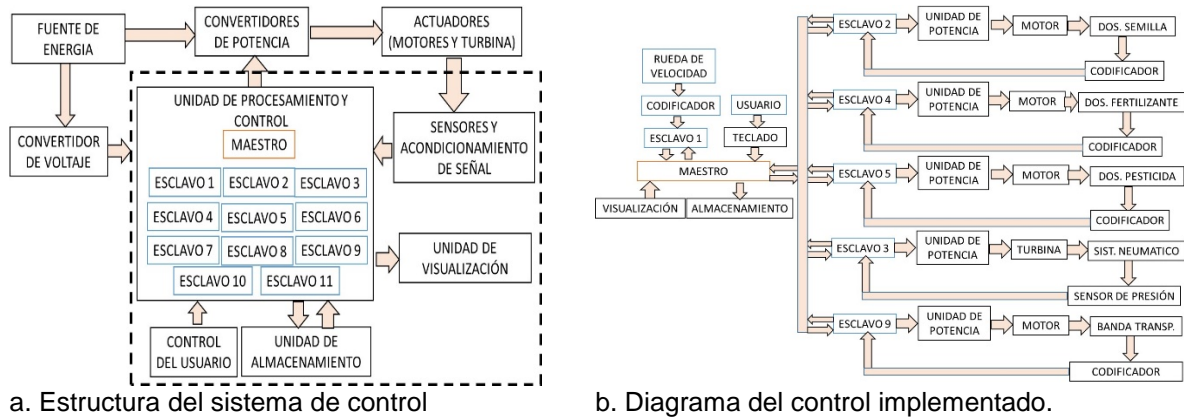 FUENTE DE
ENERGIA
CONVERTIDORES
DE POTENCIA
ACTUADORES
(MOTORES Y TURBINA)
UNIDAD DE PROCESAMIENTO Y
CONTROL
MAESTRO
CONVERTIDOR
DE VOLTAJE
SENSORES Y
ACONDICIONAMIENTO
DE SEÑAL
ESCLAVO 1
ESCLAVO 2
ESCLAVO 3
ESCLAVO 4
ESCLAVO 5
ESCLAVO 6
ESCLAVO 7
ESCLAVO 8
ESCLAVO 9
ESCLAVO 10
ESCLAVO 11
UNIDAD DE
VISUALIZACIÓN
CONTROL
DEL USUARIO
UNIDAD DE
ALMACENAMIENTO
a. Estructura del sistema de control
RUEDA DE
VELOCIDAD
CODIFICADOR
USUARIO
ESCLAVO 1
TECLADO
MAESTRO
VISUALIZACIÓN
ALMACENAMIENTO
ESCLAVO 2
UNIDAD DE
POTENCIA
MOTOR
DOS. SEMILLA
CODIFICADOR
ESCLAVO 4
UNIDAD DE
POTENCIA
MOTOR
DOS. FERTILIZANTE
CODIFICADOR
ESCLAVO 5
UNIDAD DE
POTENCIA
MOTOR
DOS. PESTICIDA
CODIFICADOR
ESCLAVO 3
UNIDAD DE
POTENCIA
TURBINA
SIST. NEUMATICO
SENSOR DE PRESIÓN
ESCLAVO 9
UNIDAD DE
POTENCIA
MOTOR
BANDA TRANSP.
CODIFICADOR
b. Diagrama del control implementado.